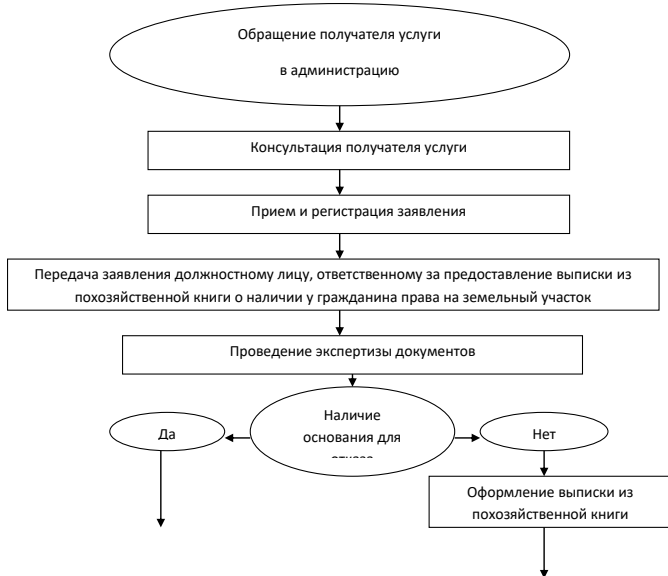 Обращение получателя услуги
в администрацию
Консультация получателя услуги
Прием и регистрация заявления
Передача заявления должностному лицу, ответственному за предоставление выписки из
похозяйственной книги о наличии у гражданина права на земельный участок
Проведение экспертизы документов
Наличие
основания для
Да
Нет
Оформление выписки из
похозяйственной книги